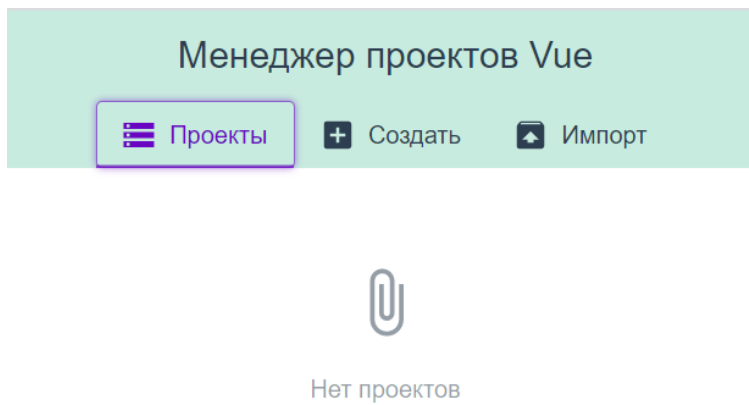 Менеджер проектов Vue
Проекты Создать Импорт
Нет проектов